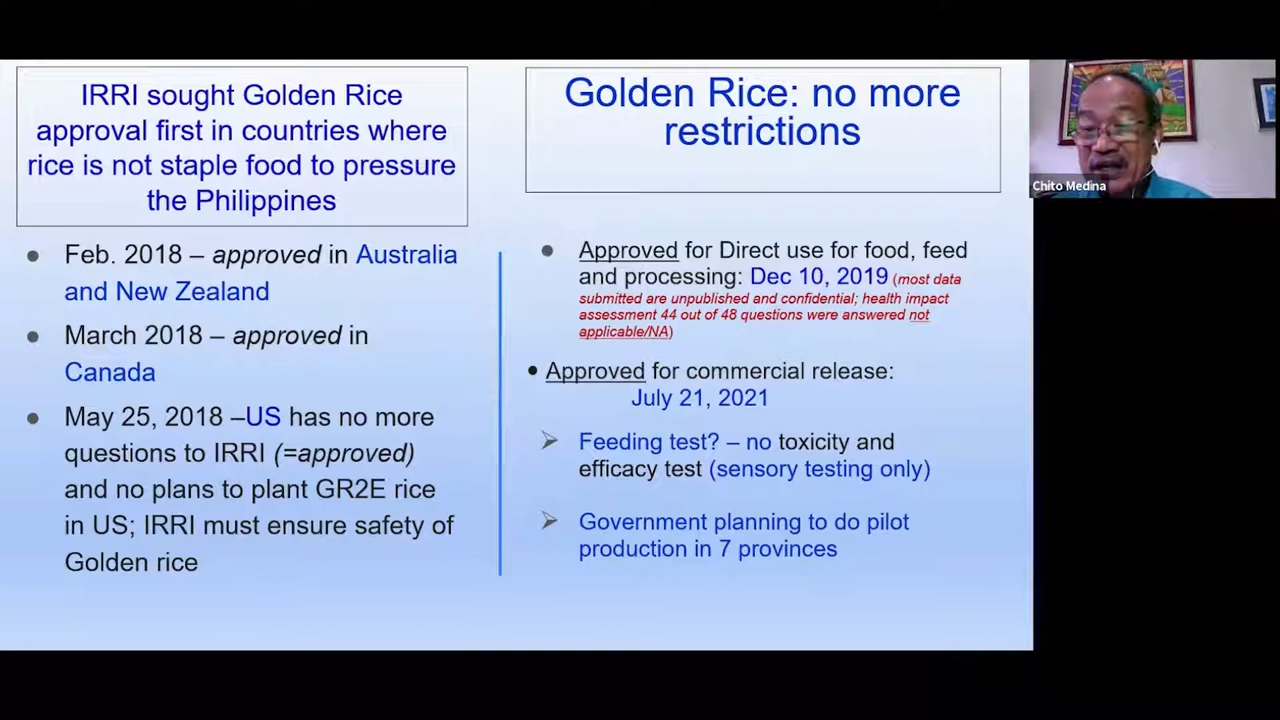 IRRI sought Golden Rice
approval first in countries where
rice is not staple food to pressure
the Philippines
● Feb. 2018 – approved in Australia
and New Zealand
● March 2018 – approved in
Canada
● May 25, 2018 –US has no more
questions to IRRI (=approved)
and no plans to plant GR2E rice
in US; IRRI must ensure safety of
Golden rice
Golden Rice: no more
restrictions
● Approved for Direct use for food, feed
and processing: Dec 10, 2019 (most data
submitted are unpublished and confidential; health impact
assessment 44 out of 48 questions were answered not
applicable/NA)
• Approved for commercial release:
July 21, 2021
➢ Feeding test? – no toxicity and
efficacy test (sensory testing only)
➢ Government planning to do pilot
production in 7 provinces
Chito Medina